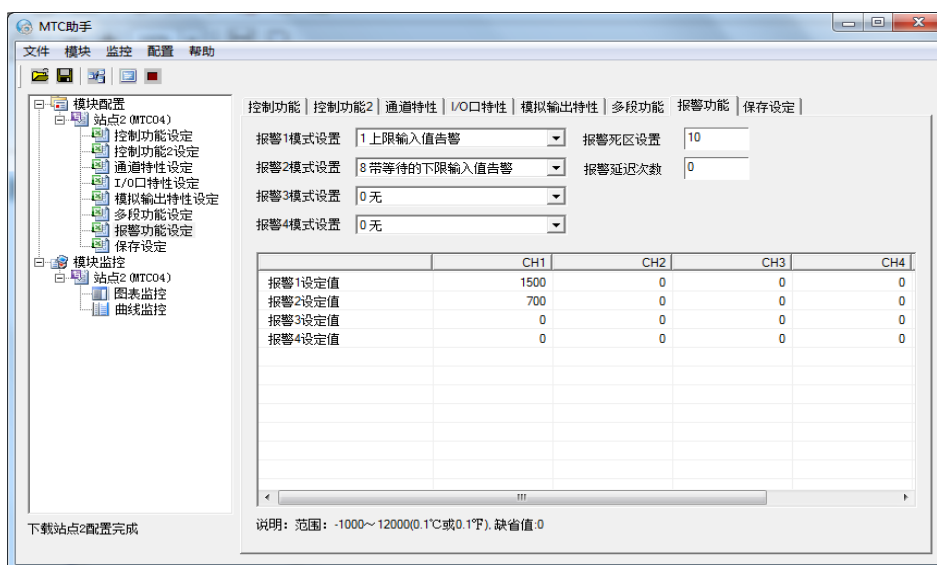 MTC助手
文件 模块 监控 配置 帮助
模块配置
站点2(MTC04)
控制功能设定
控制功能2设定
通道特性设定
I/O口特性设定
模拟输出特性设定
多段功能设定
报警功能设定
保存设定
模块监控
站点2(MTC04)
图表监控
曲线监控
下载站点2配置完成
控制功能 控制功能2 通道特性 I/O口特性 模拟输出特性 多段功能 报警功能 保存设定
报警1模式设置 1上限输入值告警 报警死区设置 10
报警2模式设置 8带等待的下限输入值告警 报警延迟次数 0
报警3模式设置 0无
报警4模式设置 0无
CH1 CH2 CH3 CH4
报警1设定值 1500 0 0 0
报警2设定值 700 0 0 0
报警3设定值 0 0 0 0
报警4设定值 0 0 0 0
说明：范围：-1000～12000(0.1℃或0.1℉),缺省值:0